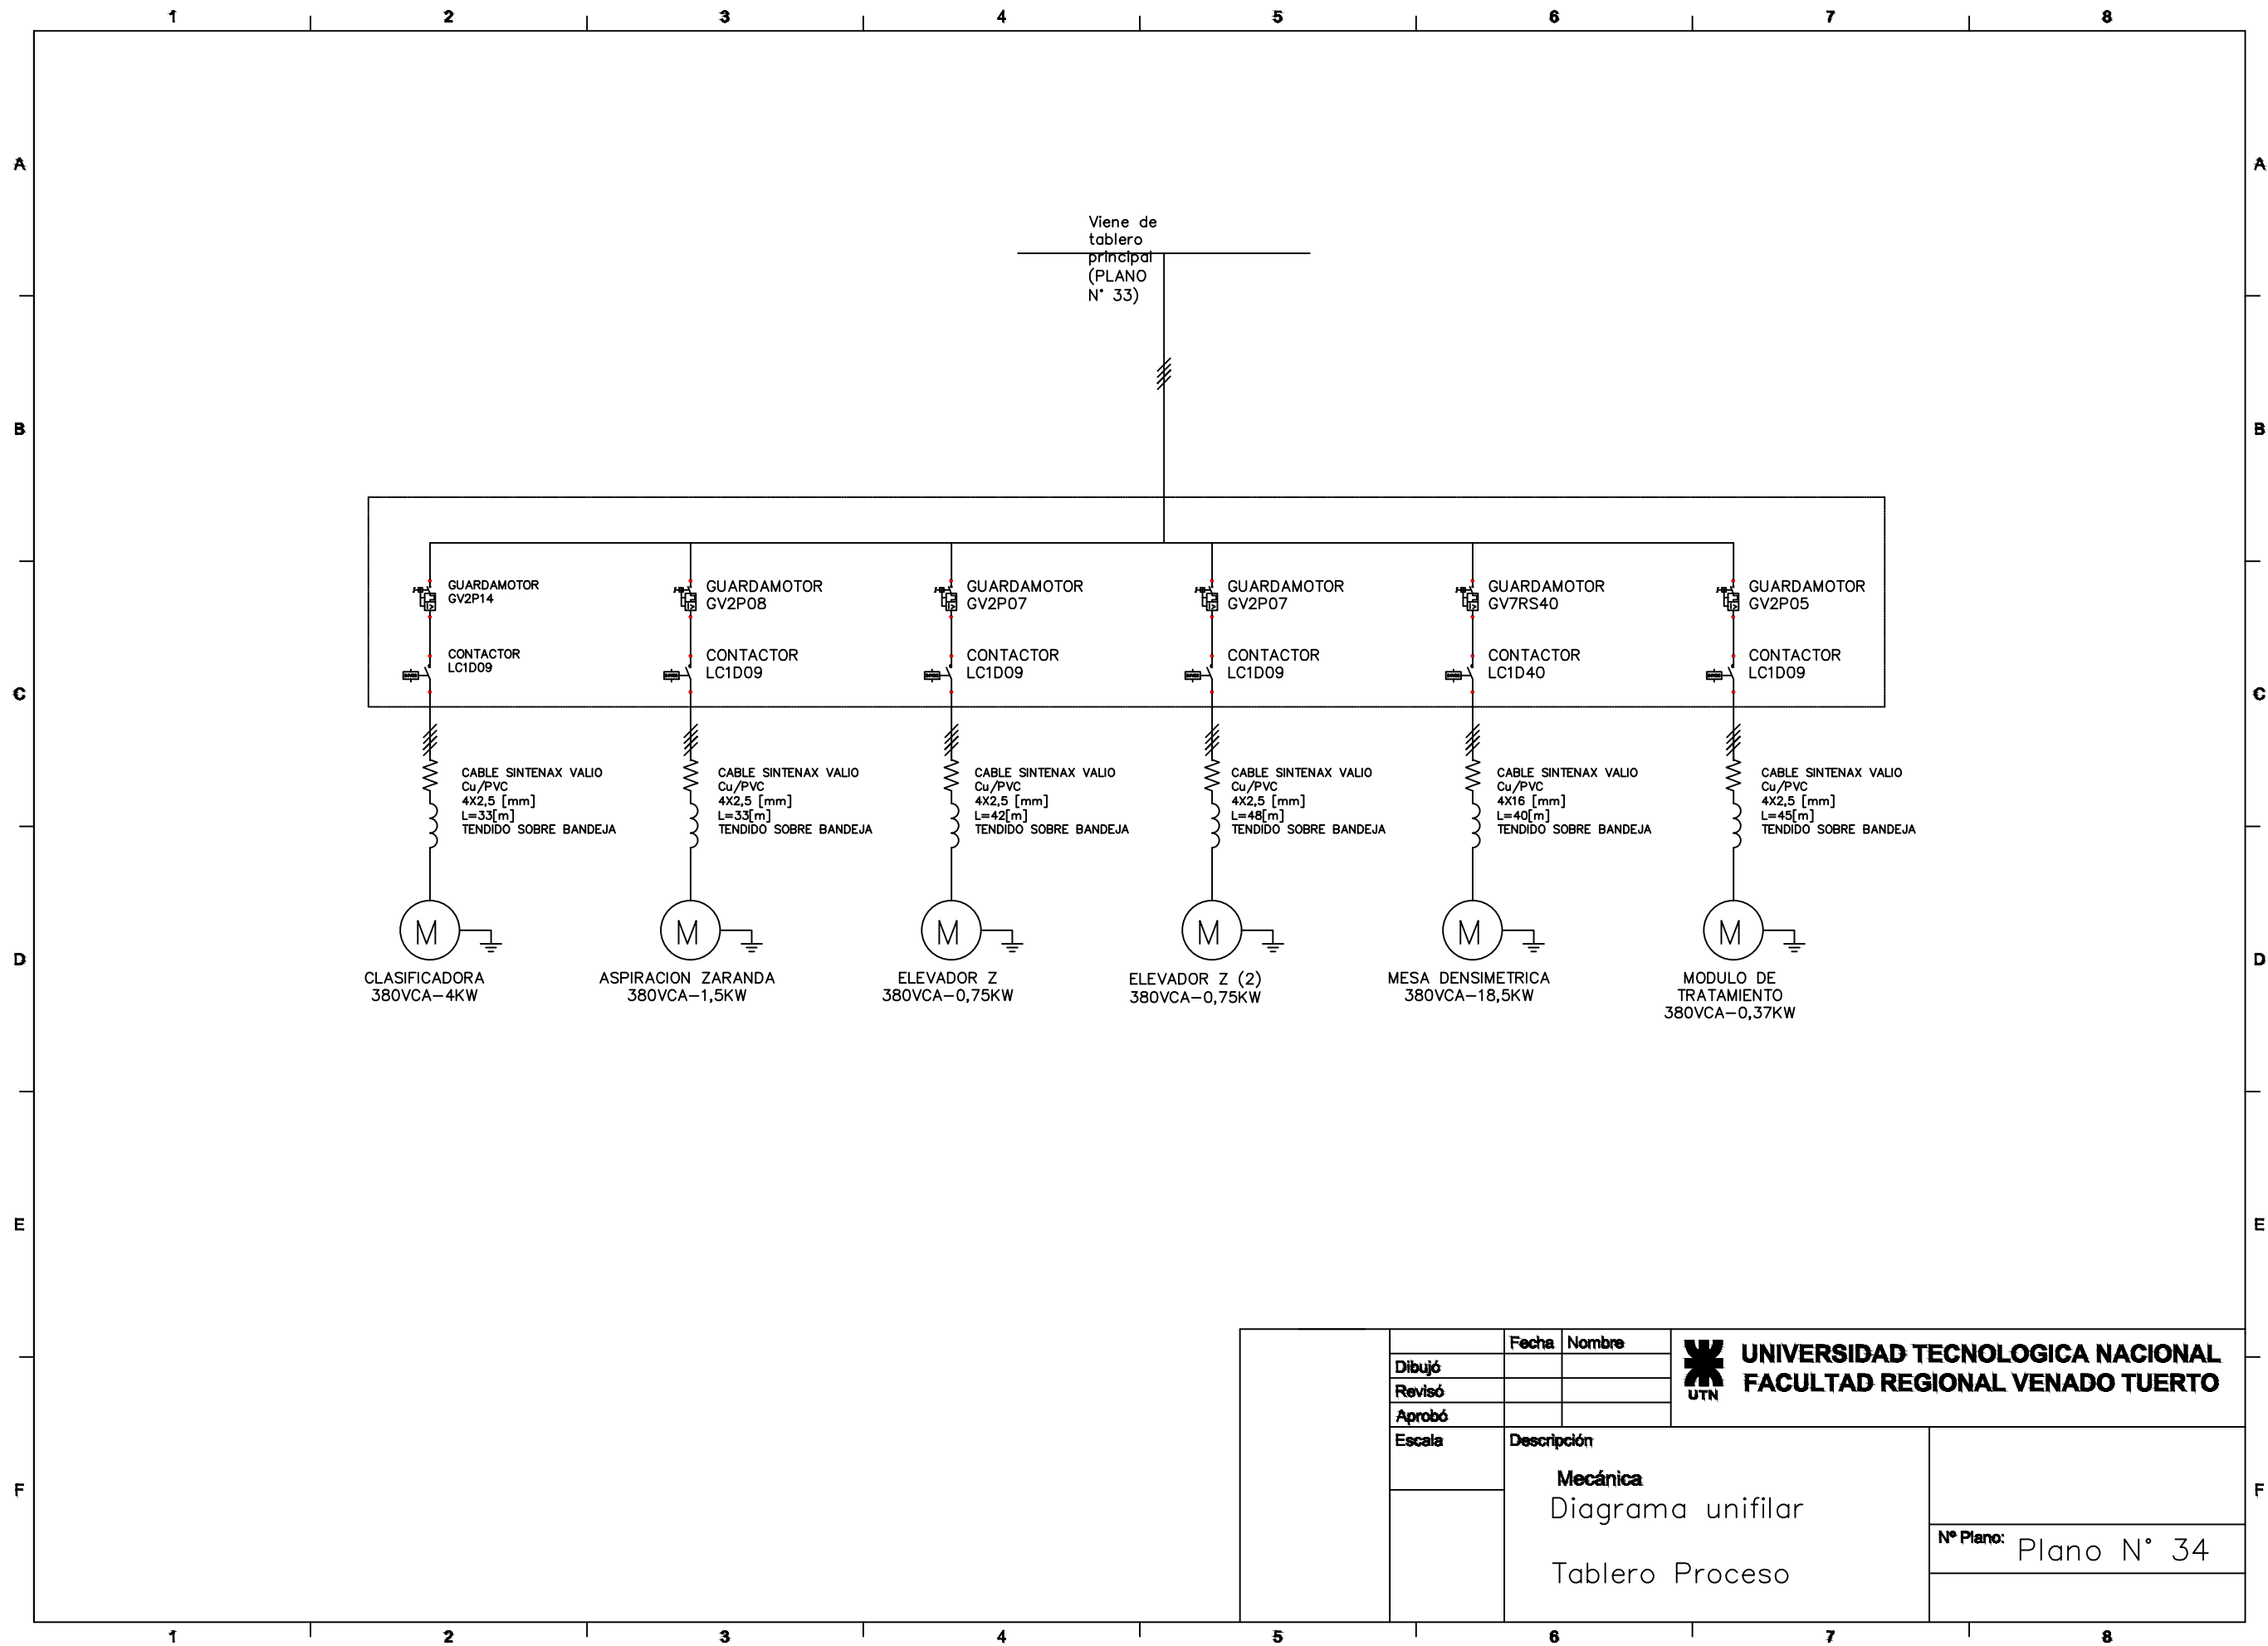 1 2 3 4 5 6 7 8
A A
Viene de
tablero
principal
(PLANO
N° 33)
B B
GUARDAMOTOR
GV2P14
GUARDAMOTOR
GV2P08
GUARDAMOTOR
GV2P07
GUARDAMOTOR
GV2P07
GUARDAMOTOR
GV7RS40
GUARDAMOTOR
GV2P05
CONTACTOR
LC1D09
CONTACTOR
LC1D09
CONTACTOR
LC1D09
CONTACTOR
LC1D09
CONTACTOR
LC1D40
CONTACTOR
LC1D09
C C
CABLE SINTENAX VALIO
Cu/PVC
4X2,5 [mm]
L=33[m]
TENDIDO SOBRE BANDEJA
CABLE SINTENAX VALIO
Cu/PVC
4X2,5 [mm]
L=33[m]
TENDIDO SOBRE BANDEJA
CABLE SINTENAX VALIO
Cu/PVC
4X2,5 [mm]
L=42[m]
TENDIDO SOBRE BANDEJA
CABLE SINTENAX VALIO
Cu/PVC
4X2,5 [mm]
L=48[m]
TENDIDO SOBRE BANDEJA
CABLE SINTENAX VALIO
Cu/PVC
4X16 [mm]
L=40[m]
TENDIDO SOBRE BANDEJA
CABLE SINTENAX VALIO
Cu/PVC
4X2,5 [mm]
L=45[m]
TENDIDO SOBRE BANDEJA
M M M M M M
D D
CLASIFICADORA
380VCA-4KW
ASPIRACION ZARANDA
380VCA-1,5KW
ELEVADOR Z
380VCA-0,75KW
ELEVADOR Z (2)
380VCA-0,75KW
MESA DENSIMETRICA
380VCA-18,5KW
MODULO DE
TRATAMIENTO
380VCA-0,37KW
E E
Fecha Nombre
Dibujó
Revisó
Aprobó
UTN
UNIVERSIDAD TECNOLOGICA NACIONAL
FACULTAD REGIONAL VENADO TUERTO
Escala
Descripción
Mecánica
Diagrama unifilar
Tablero Proceso
F F
Nº Plano: Plano N° 34
1 2 3 4 5 6 7 8